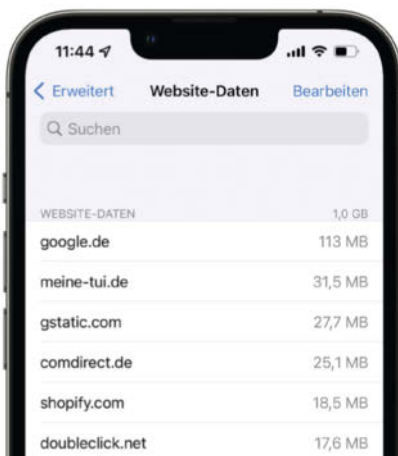 11:44
Erweitert Website-Daten Bearbeiten
Suchen
WEBSITE-DATEN 1,0 GB
google.de 113 MB
meine-tui.de 31,5 MB
gstatic.com 27,7 MB
comdirect.de 25,1 MB
shopify.com 18,5 MB
doubleclick.net 17,6 MB